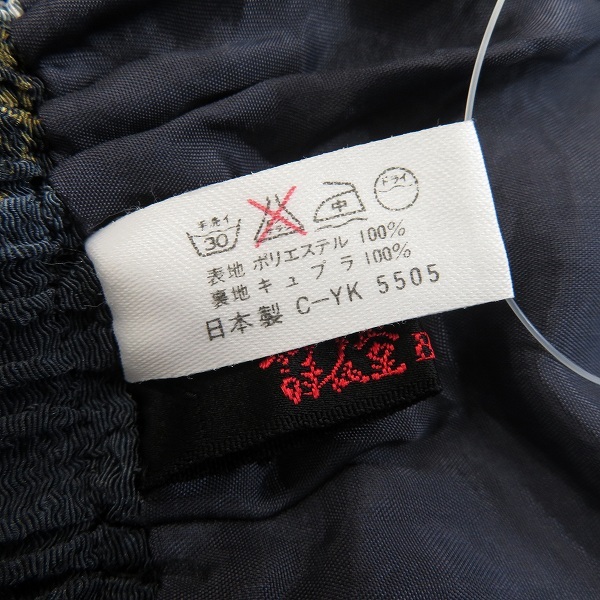 手洗イ 30 中 ドライ
表地 ポリエステル 100%
裏地 キュプラ 100%
日本製 C-YK 5505